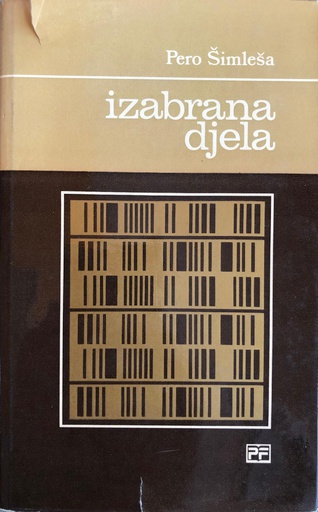 Pero Šimleša
izabrana
djela
PF